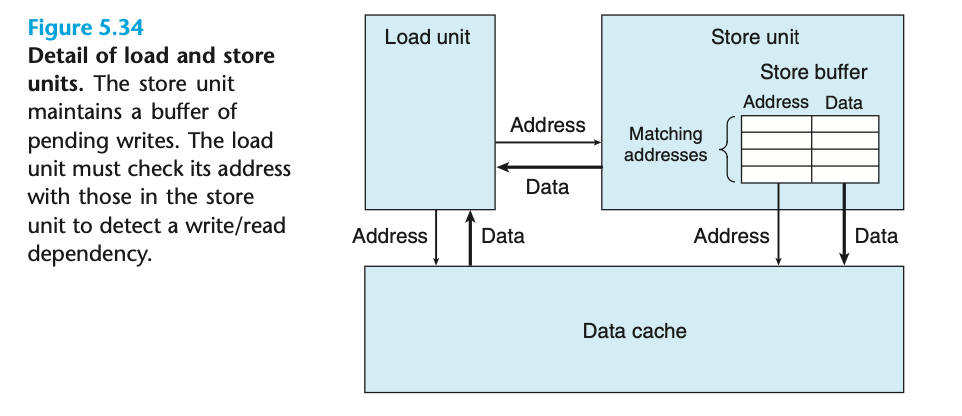 Figure 5.34
Detail of load and store
units. The store unit
maintains a buffer of
pending writes. The load
unit must check its address
with those in the store
unit to detect a write/read
dependency.
Load unit
Store unit
Store buffer
Address Data
Matching
addresses
Address
Data
Address
Data
Address
Data
Data cache